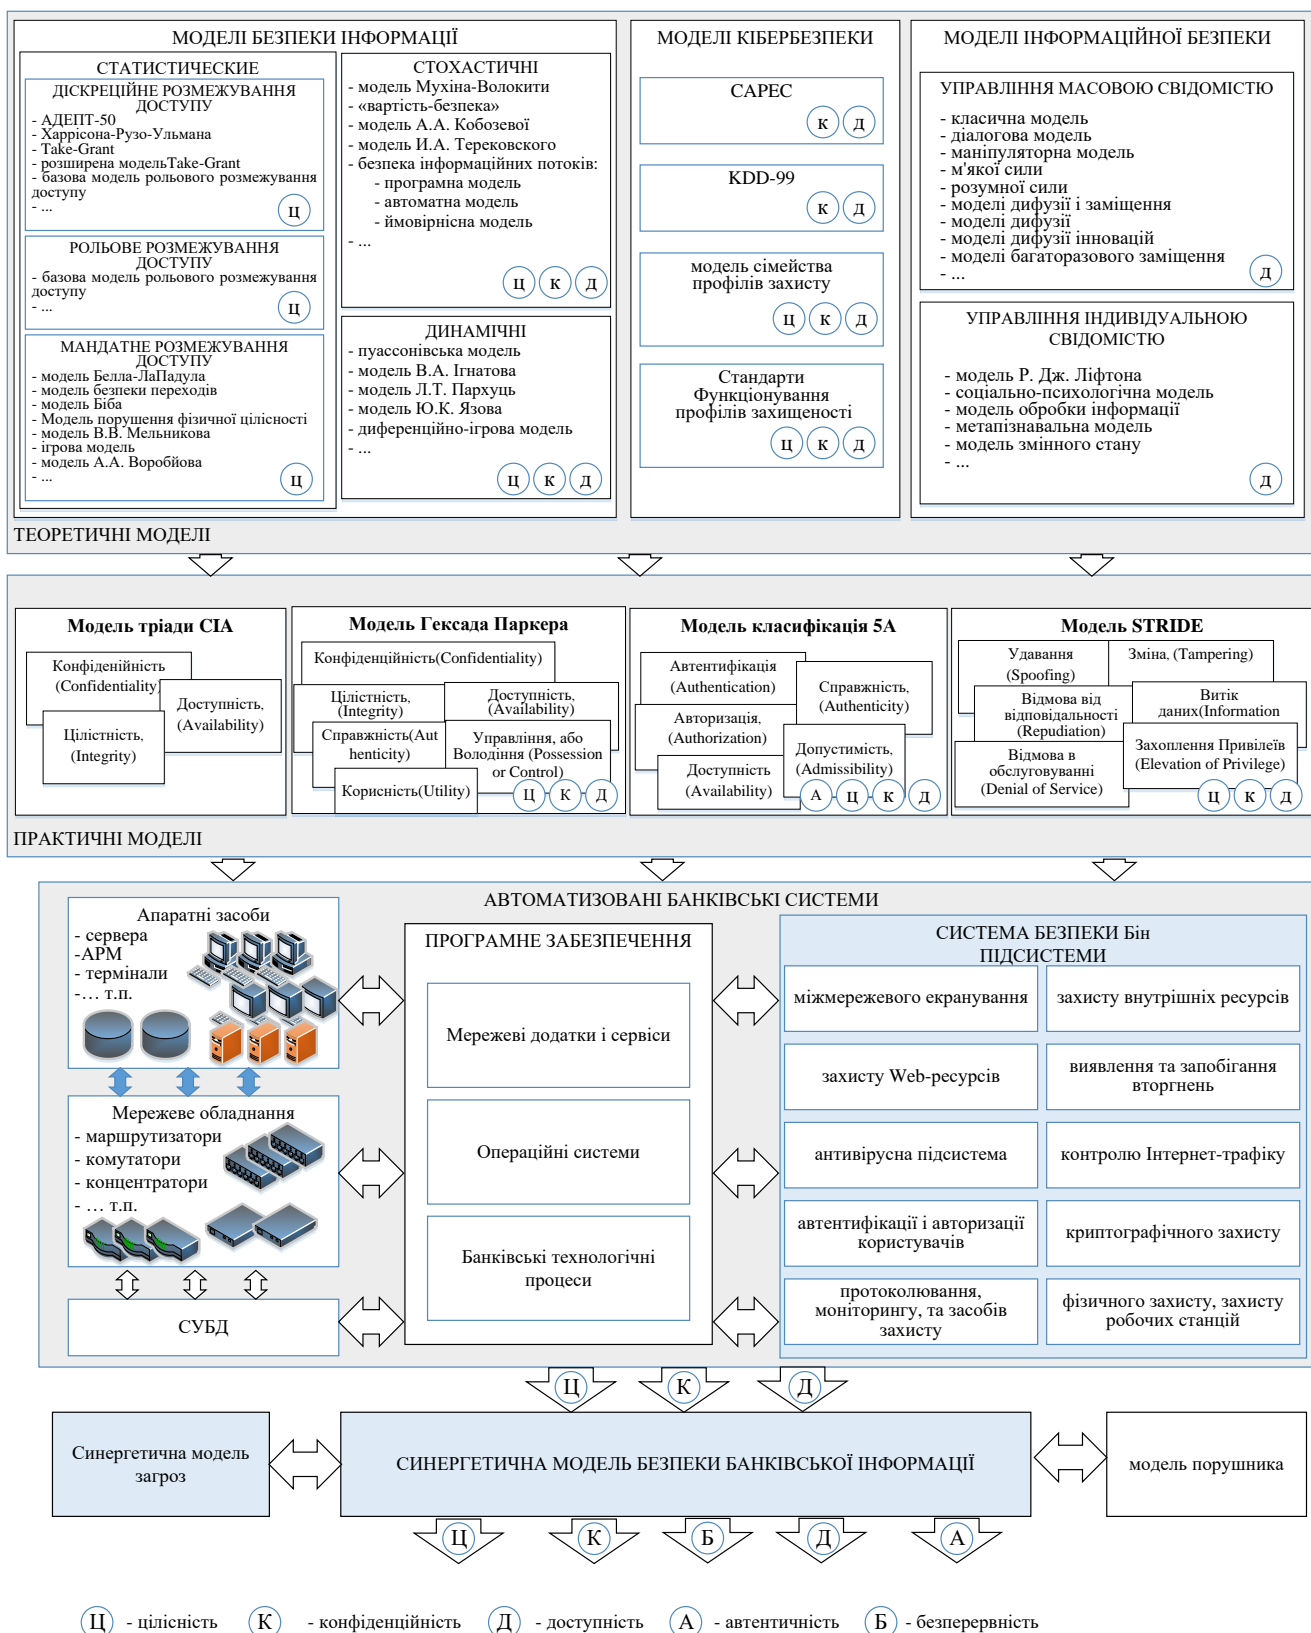 МОДЕЛІ БЕЗПЕКИ ІНФОРМАЦІЇ
СТАТИСТИЧЕСКИЕ
ДІСКРЕЦІЙНЕ РОЗМЕЖУВАННЯ
ДОСТУПУ
- АДЕПТ-50
- Харрісона-Рузо-Ульмана
- Take-Grant
- розширена модельTake-Grant
- базова модель рольового розмежування
доступу
- ...
Ц
РОЛЬОВЕ РОЗМЕЖУВАННЯ
ДОСТУПУ
- базова модель рольового розмежування
доступу
- ...
Ц
МАНДАТНЕ РОЗМЕЖУВАННЯ
ДОСТУПУ
- модель Белла-ЛаПадула
- модель безпеки переходів
- модель Біба
- Модель порушення фізичної цілісності
- модель В.В. Мельникова
- ігрова модель
- модель А.А. Воробйова
- ...
Ц
СТОХАСТИЧНІ
- модель Мухіна-Волокити
- «вартість-безпека»
- модель А.А. Кобозевої
- модель И.А. Терековского
- безпека інформаційних потоків:
- програмна модель
- автоматна модель
- ймовірнісна модель
- ...
Ц К Д
ДИНАМІЧНІ
- пуассонівська модель
- модель В.А. Ігнатова
- модель Л.Т. Пархуць
- модель Ю.К. Язова
- диференційно-ігрова модель
- ...
Ц К Д
МОДЕЛІ КІБЕРБЕЗПЕКИ
CAPEC
К Д
KDD-99
К Д
модель сімейства
профілів захисту
Ц К Д
Стандарти
Функціонування
профілів захищеності
Ц К Д
МОДЕЛІ ІНФОРМАЦІЙНОЇ БЕЗПЕКИ
УПРАВЛІННЯ МАСОВОЮ СВІДОМІСТЮ
- класична модель
- діалогова модель
- маніпуляторна модель
- м'якої сили
- розумної сили
- моделі дифузії і заміщення
- моделі дифузії
- моделі дифузії інновацій
- моделі багаторазового заміщення
- ...
Д
УПРАВЛІННЯ ІНДИВІДУАЛЬНОЮ
СВІДОМІСТЮ
- модель Р. Дж. Ліфтона
- соціально-психологічна модель
- модель обробки інформації
- метапізнавальна модель
- модель змінного стану
- ...
Д
ТЕОРЕТИЧНІ МОДЕЛІ
Модель тріади CIA
Конфіденійність
(Confidentiality)
Доступність,
(Availability)
Цілістність,
(Integrity)
Модель Гексада Паркера
Конфіденційність(Confidentiality)
Цілістність,
(Integrity)
Доступність,
(Availability)
Справжність(Aut
henticity)
Управління, або
Володіння (Possession
or Control)
Корисність(Utility)
Ц К Д
Модель класифікація 5А
Автентифікація
(Authentication)
Справжність,
(Authenticity)
Авторизація,
(Authorization)
Допустимість,
(Admissibility)
Доступність
(Availability)
А Ц К Д
Модель STRIDE
Удавання
(Spoofing)
Зміна, (Tampering)
Відмова від
відповідальності
(Repudiation)
Витік
даних(Information
Відмова в
обслуговуванні
(Denial of Service)
Захоплення Привілеїв
(Elevation of Privilege)
Ц К Д
ПРАКТИЧНІ МОДЕЛІ
АВТОМАТИЗОВАНІ БАНКІВСЬКІ СИСТЕМИ
Апаратні засоби
- сервера
-АРМ
- термінали
-… т.п.
Мережеве обладнання
- маршрутизатори
- комутатори
- концентратори
- … т.п.
СУБД
ПРОГРАМНЕ ЗАБЕЗПЕЧЕННЯ
Мережеві додатки і сервіси
Операційні системи
Банківські технологічні
процеси
СИСТЕМА БЕЗПЕКИ Бін
ПІДСИСТЕМИ
міжмережевого екранування
захисту внутрішніх ресурсів
захисту Web-ресурсів
виявлення та запобігання
вторгнень
антивірусна підсистема
контролю Інтернет-трафіку
автентифікації і авторизації
користувачів
криптографічного захисту
протоколювання,
моніторингу, та засобів
захисту
фізичного захисту, захисту
робочих станцій
Ц К Д
Синергетична модель
загроз
СИНЕРГЕТИЧНА МОДЕЛЬ БЕЗПЕКИ БАНКІВСЬКОЇ ІНФОРМАЦІЇ
модель порушника
Ц К Б Д А
Ц - цілісність К - конфіденційність Д - доступність А - автентичність Б - безперервність